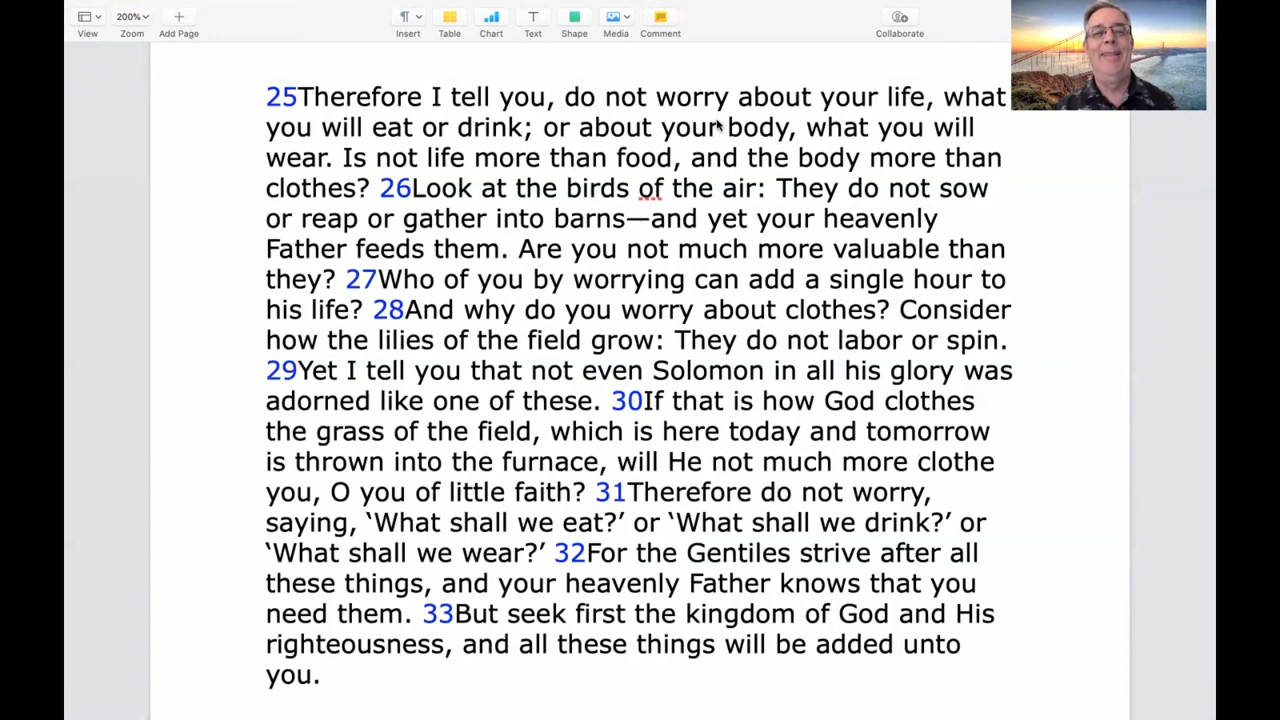 200%
View
Zoom
Add Page
Insert
Table
Chart
Text
Shape
Media
Comment
Collaborate
25Therefore I tell you, do not worry about your life, what
you will eat or drink; or about your body, what you will
wear. Is not life more than food, and the body more than
clothes? 26Look at the birds of the air: They do not sow
or reap or gather into barns—and yet your heavenly
Father feeds them. Are you not much more valuable than
they? 27Who of you by worrying can add a single hour to
his life? 28And why do you worry about clothes? Consider
how the lilies of the field grow: They do not labor or spin.
29Yet I tell you that not even Solomon in all his glory was
adorned like one of these. 30If that is how God clothes
the grass of the field, which is here today and tomorrow
is thrown into the furnace, will He not much more clothe
you, O you of little faith? 31Therefore do not worry,
saying, ‘What shall we eat?’ or ‘What shall we drink?’ or
‘What shall we wear?’ 32For the Gentiles strive after all
these things, and your heavenly Father knows that you
need them. 33But seek first the kingdom of God and His
righteousness, and all these things will be added unto
you.